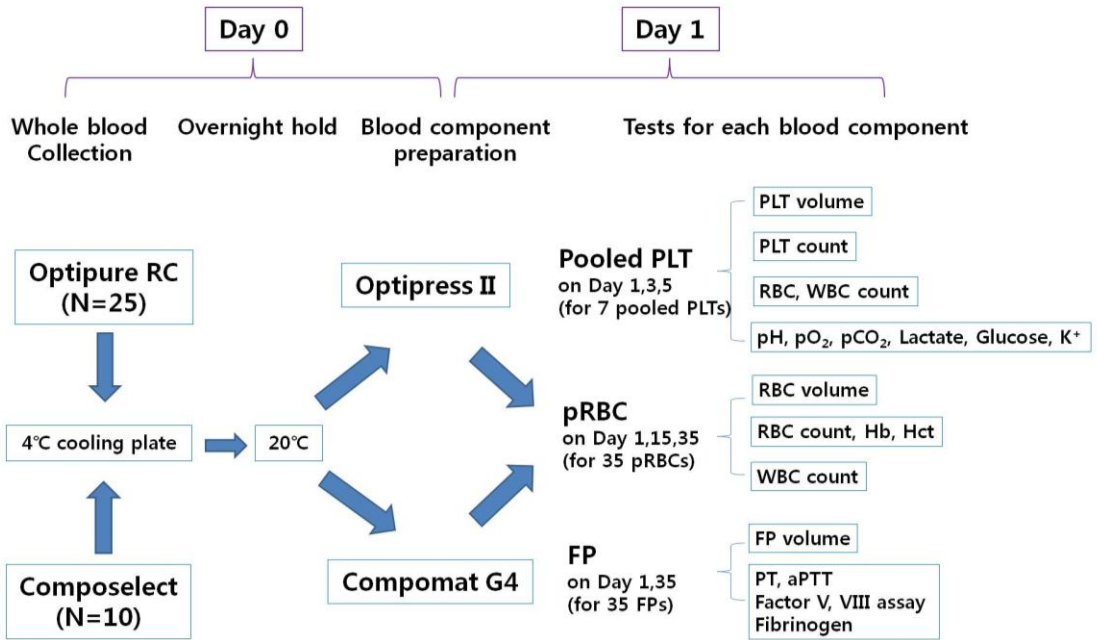 Day 0
Day 1
Whole blood
Collection
Overnight hold
Blood component
preparation
Tests for each blood component
Optipure RC
(N=25)
4℃ cooling plate
Composelect
(N=10)
20℃
Optipress Ⅱ
Compomat G4
Pooled PLT
on Day 1,3,5
(for 7 pooled PLTs)
PLT volume
PLT count
RBC, WBC count
pH, pO₂, pCO₂, Lactate, Glucose, K⁺
pRBC
on Day 1,15,35
(for 35 pRBCs)
RBC volume
RBC count, Hb, Hct
WBC count
FP
on Day 1,35
(for 35 FPs)
FP volume
PT, aPTT
Factor V, VIII assay
Fibrinogen